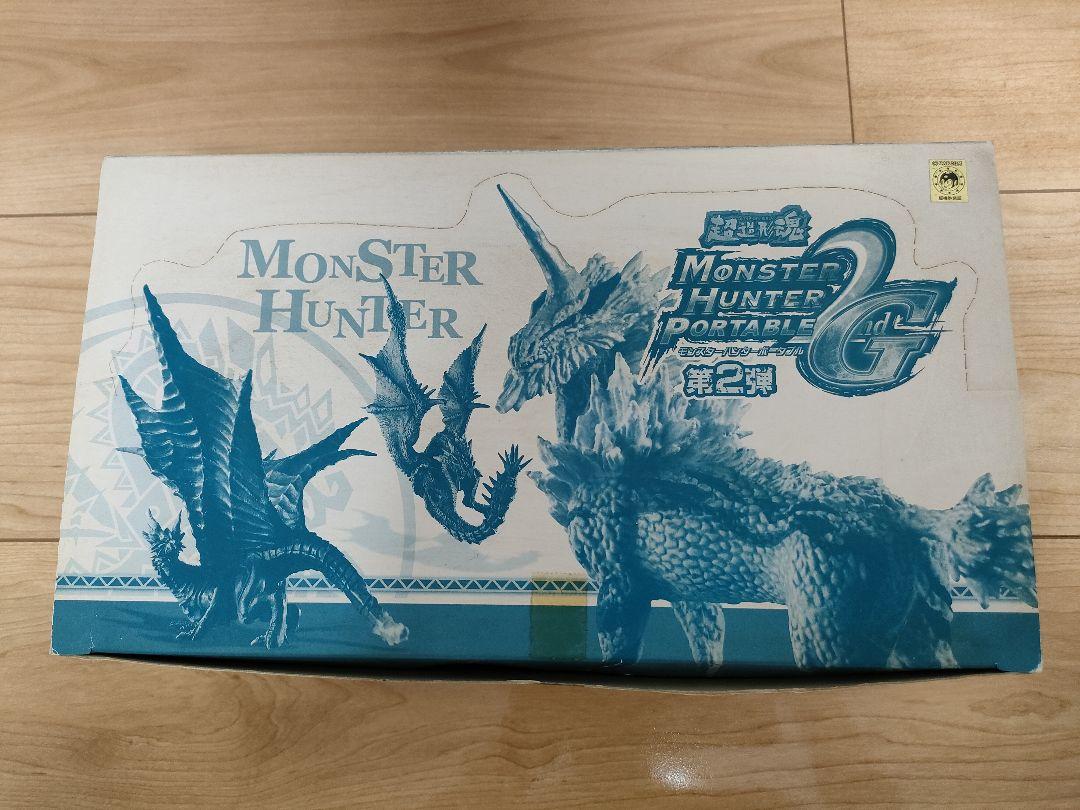 MONSTER
HUNTER
超造形魂
MONSTER
HUNTER
PORTABLE 2nd G
モンスターハンターポータブル
第2弾